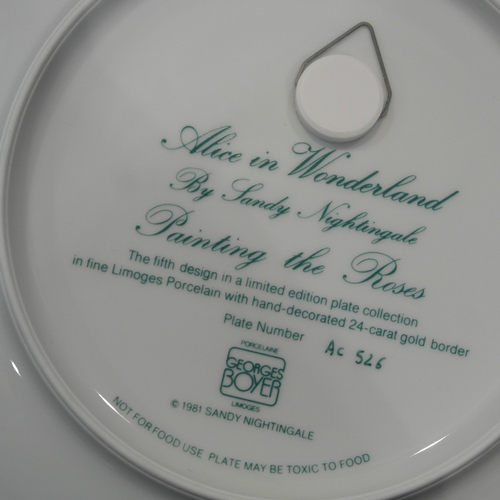 Alice in Wonderland
By Sandy Nightingale
Painting the Roses
The fifth design in a limited edition plate collection
in fine Limoges Porcelain with hand-decorated 24-carat gold border
Plate Number AC 526
PORCELAINE
GEORGES
BOYER
LIMOGES
© 1981 SANDY NIGHTINGALE
NOT FOR FOOD USE PLATE MAY BE TOXIC TO FOOD